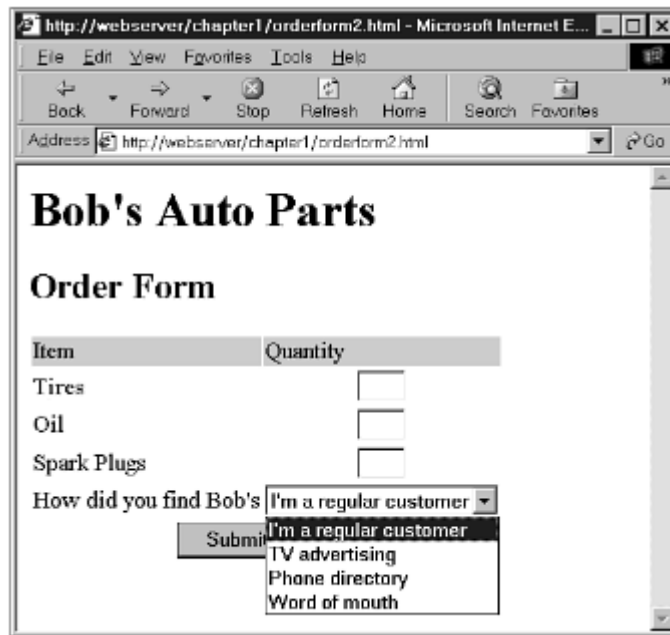 http://webserver/chapter1/orderform2.html - Microsoft Internet E...
File Edit View Favorites Tools Help
Back Forward Stop Refresh Home Search Favorites »
Address http://webserver/chapter1/orderform2.html Go
Bob's Auto Parts
Order Form
Item Quantity
Tires
Oil
Spark Plugs
How did you find Bob's I'm a regular customer
Submi
I'm a regular customer
TV advertising
Phone directory
Word of mouth